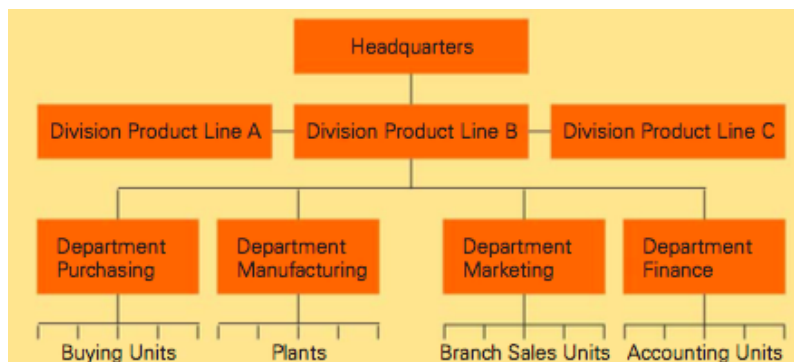 Headquarters
Division Product Line A
Division Product Line B
Division Product Line C
Department
Purchasing
Department
Manufacturing
Department
Marketing
Department
Finance
Buying Units
Plants
Branch Sales Units
Accounting Units